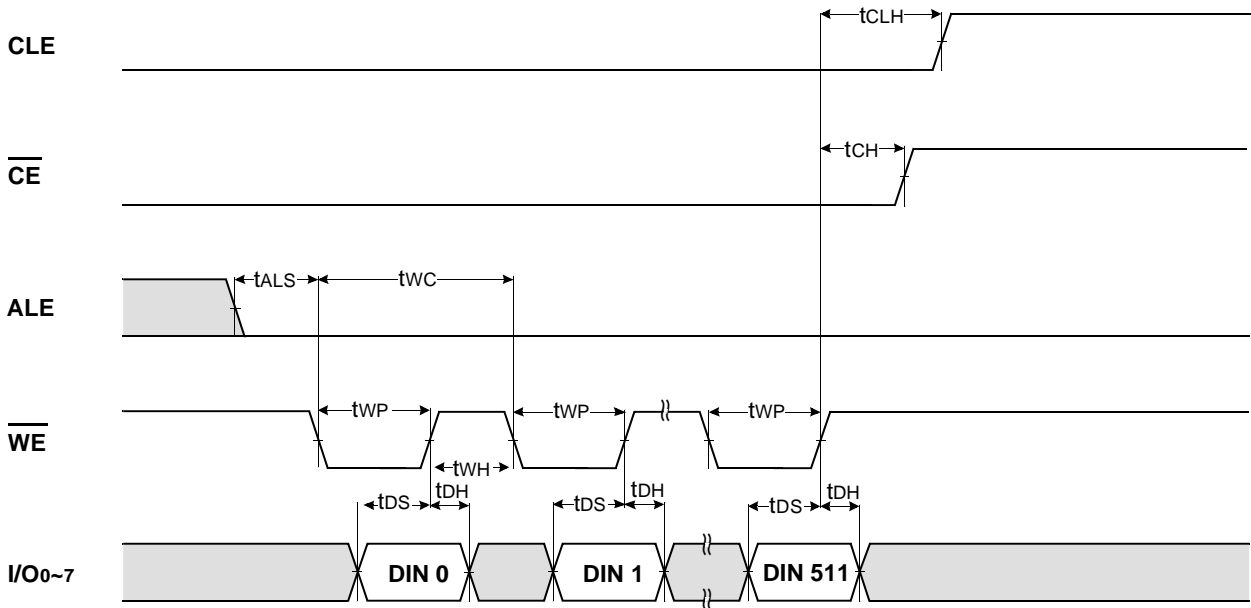 CLE
tCLH
CE
tCH
ALE
tALS
tWC
WE
tWP
tWP
tWP
tWH
tDS
tDH
tDS
tDH
tDS
tDH
I/O0~7
DIN 0
DIN 1
DIN 511